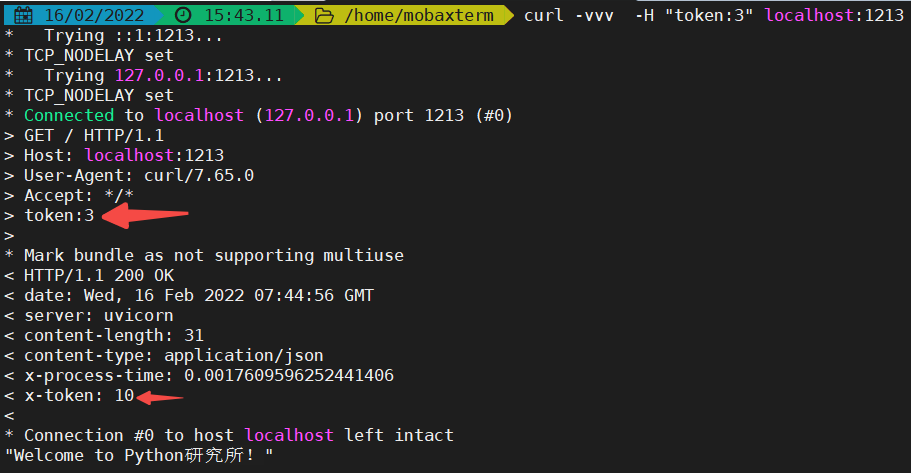 16/02/2022 15:43.11 /home/mobaxterm curl -vvv  -H "token:3" localhost:1213
*   Trying ::1:1213...
* TCP_NODELAY set
*   Trying 127.0.0.1:1213...
* TCP_NODELAY set
* Connected to localhost (127.0.0.1) port 1213 (#0)
> GET / HTTP/1.1
> Host: localhost:1213
> User-Agent: curl/7.65.0
> Accept: */*
> token:3
>
* Mark bundle as not supporting multiuse
< HTTP/1.1 200 OK
< date: Wed, 16 Feb 2022 07:44:56 GMT
< server: uvicorn
< content-length: 31
< content-type: application/json
< x-process-time: 0.0017609596252441406
< x-token: 10
<
* Connection #0 to host localhost left intact
"Welcome to Python研究所！"